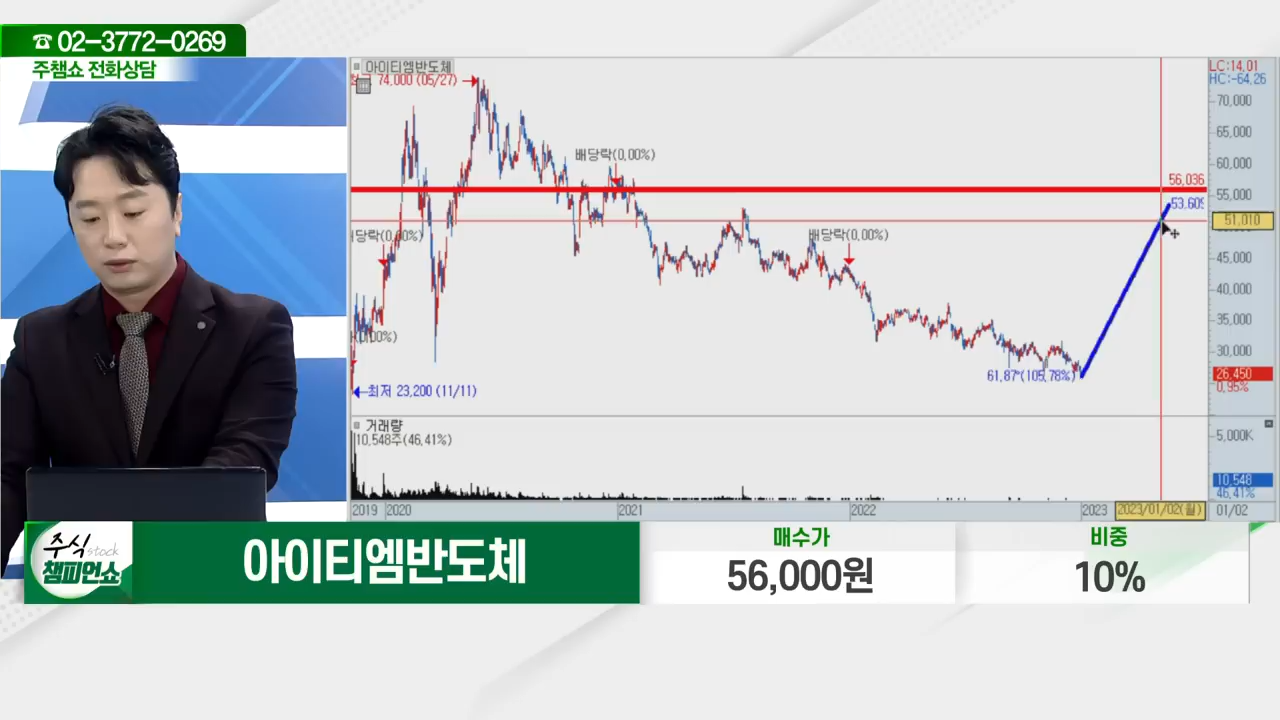 ☎ 02-3772-0269
주챔쇼 전화상담
아이티엠반도체
74,000 (05/27)
LC:14.01
HC:-64.26
70,000
65,000
60,000
55,000
45,000
40,000
35,000
30,000
배당락(0,00%)
56,036
53.60%
51,010
배당락(0,00%)
배당락(0,00%)
(0,00%)
최저 23,200 (11/11)
61.87°(105.78%)
26,450
0.95%
거래량
10,548주(46,41%)
5,000K
10,548
46,41%
2019 2020 2021 2022 2023 2023/01/02(월) 01/02
주식 stock
챔피언쇼
아이티엠반도체
매수가
56,000원
비중
10%